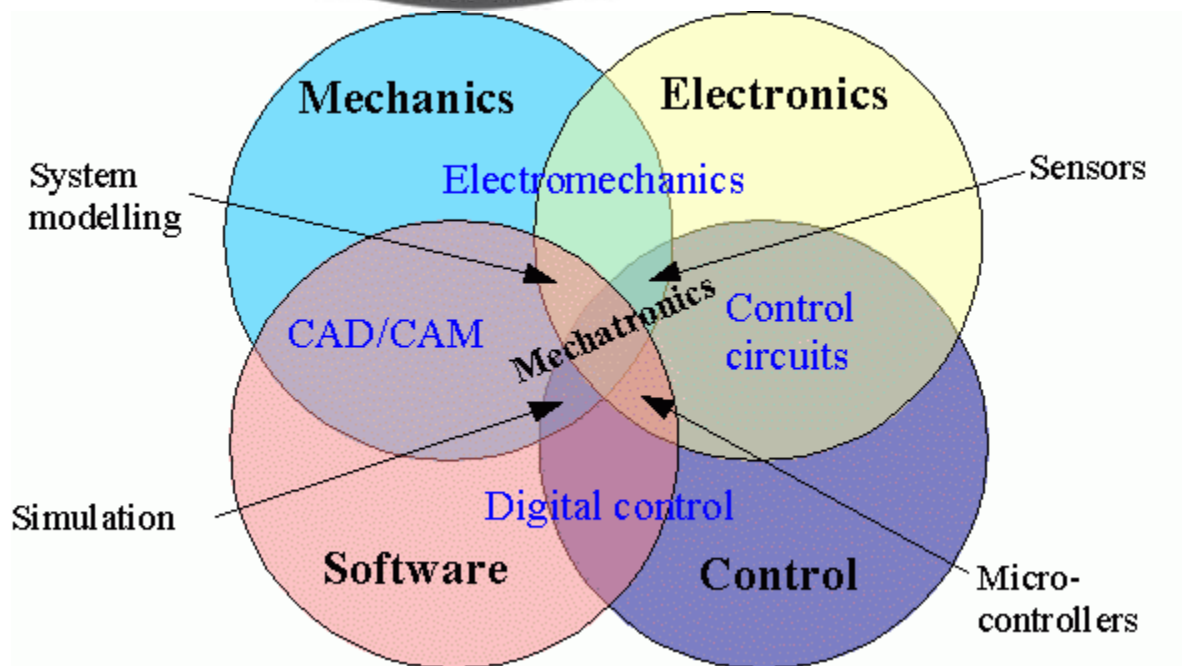 Mechanics
Electronics
System
modelling
Electromechanics
Sensors
CAD/CAM
Mechatronics
Control
circuits
Simulation
Digital control
Software
Control
Micro-
controllers